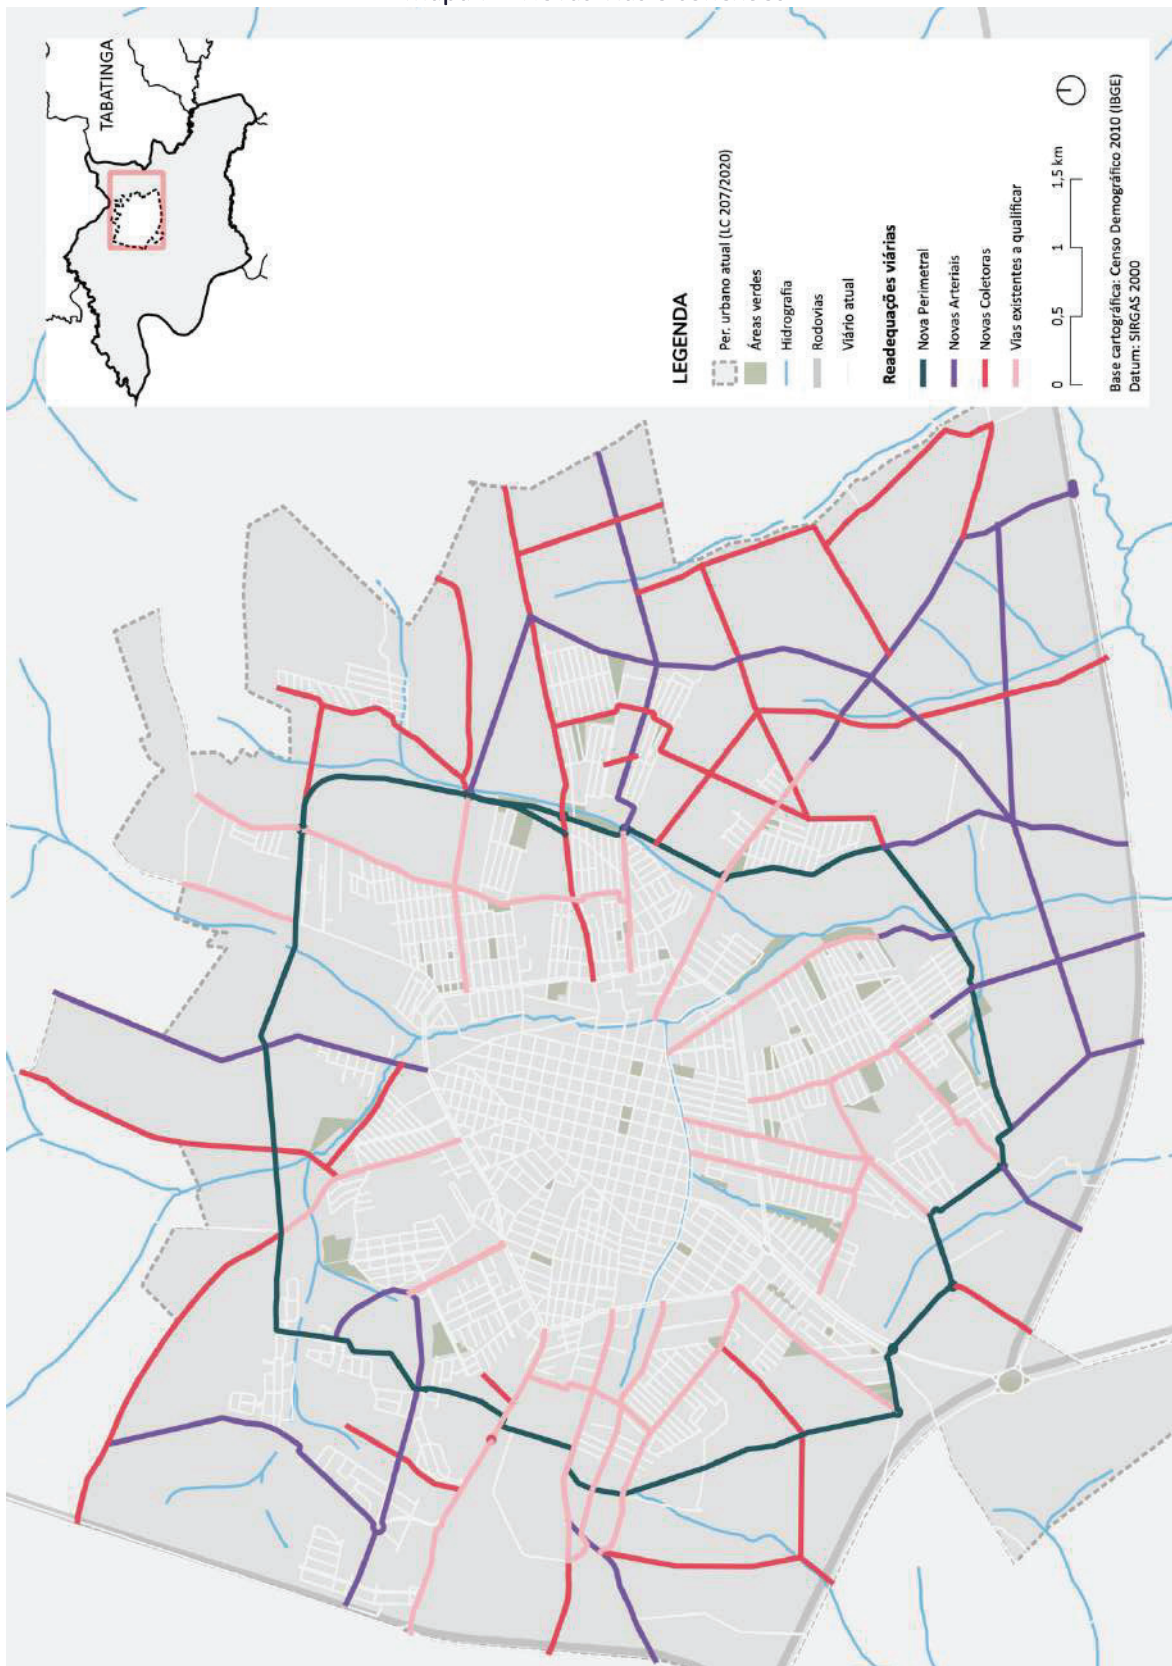 TABATINGA
LEGENDA
Per. urbano atual (LC 207/2020)
Áreas verdes
Hidrografia
Rodovias
Viário atual
Readequações viárias
Nova Perimetral
Novas Arteriais
Novas Coletoras
Vias existentes a qualificar
0 0,5 1 1,5 km
Base cartográfica: Censo Demográfico 2010 (IBGE)
Datum: SIRGAS 2000